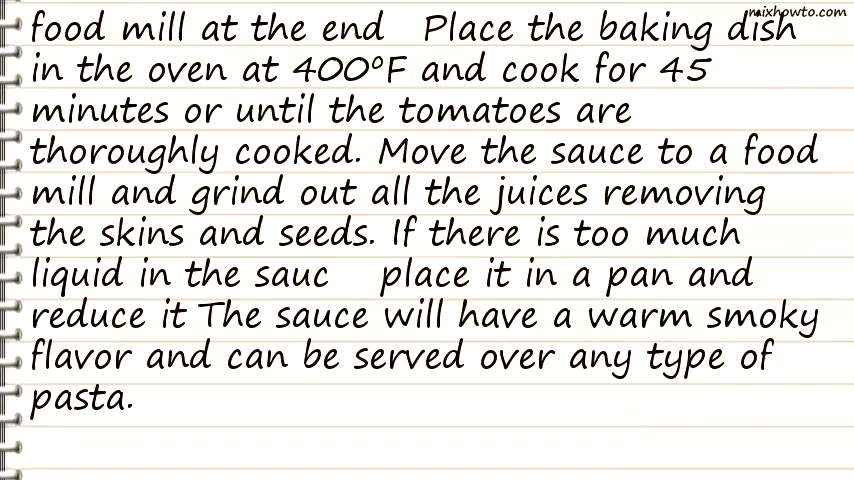 mixhowto.com
food mill at the end   Place the baking dish
in the oven at 400°F and cook for 45
minutes or until the tomatoes are
thoroughly cooked. Move the sauce to a food
mill and grind out all the juices removing
the skins and seeds. If there is too much
liquid in the sauc    place it in a pan and
reduce it The sauce will have a warm smoky
flavor and can be served over any type of
pasta.